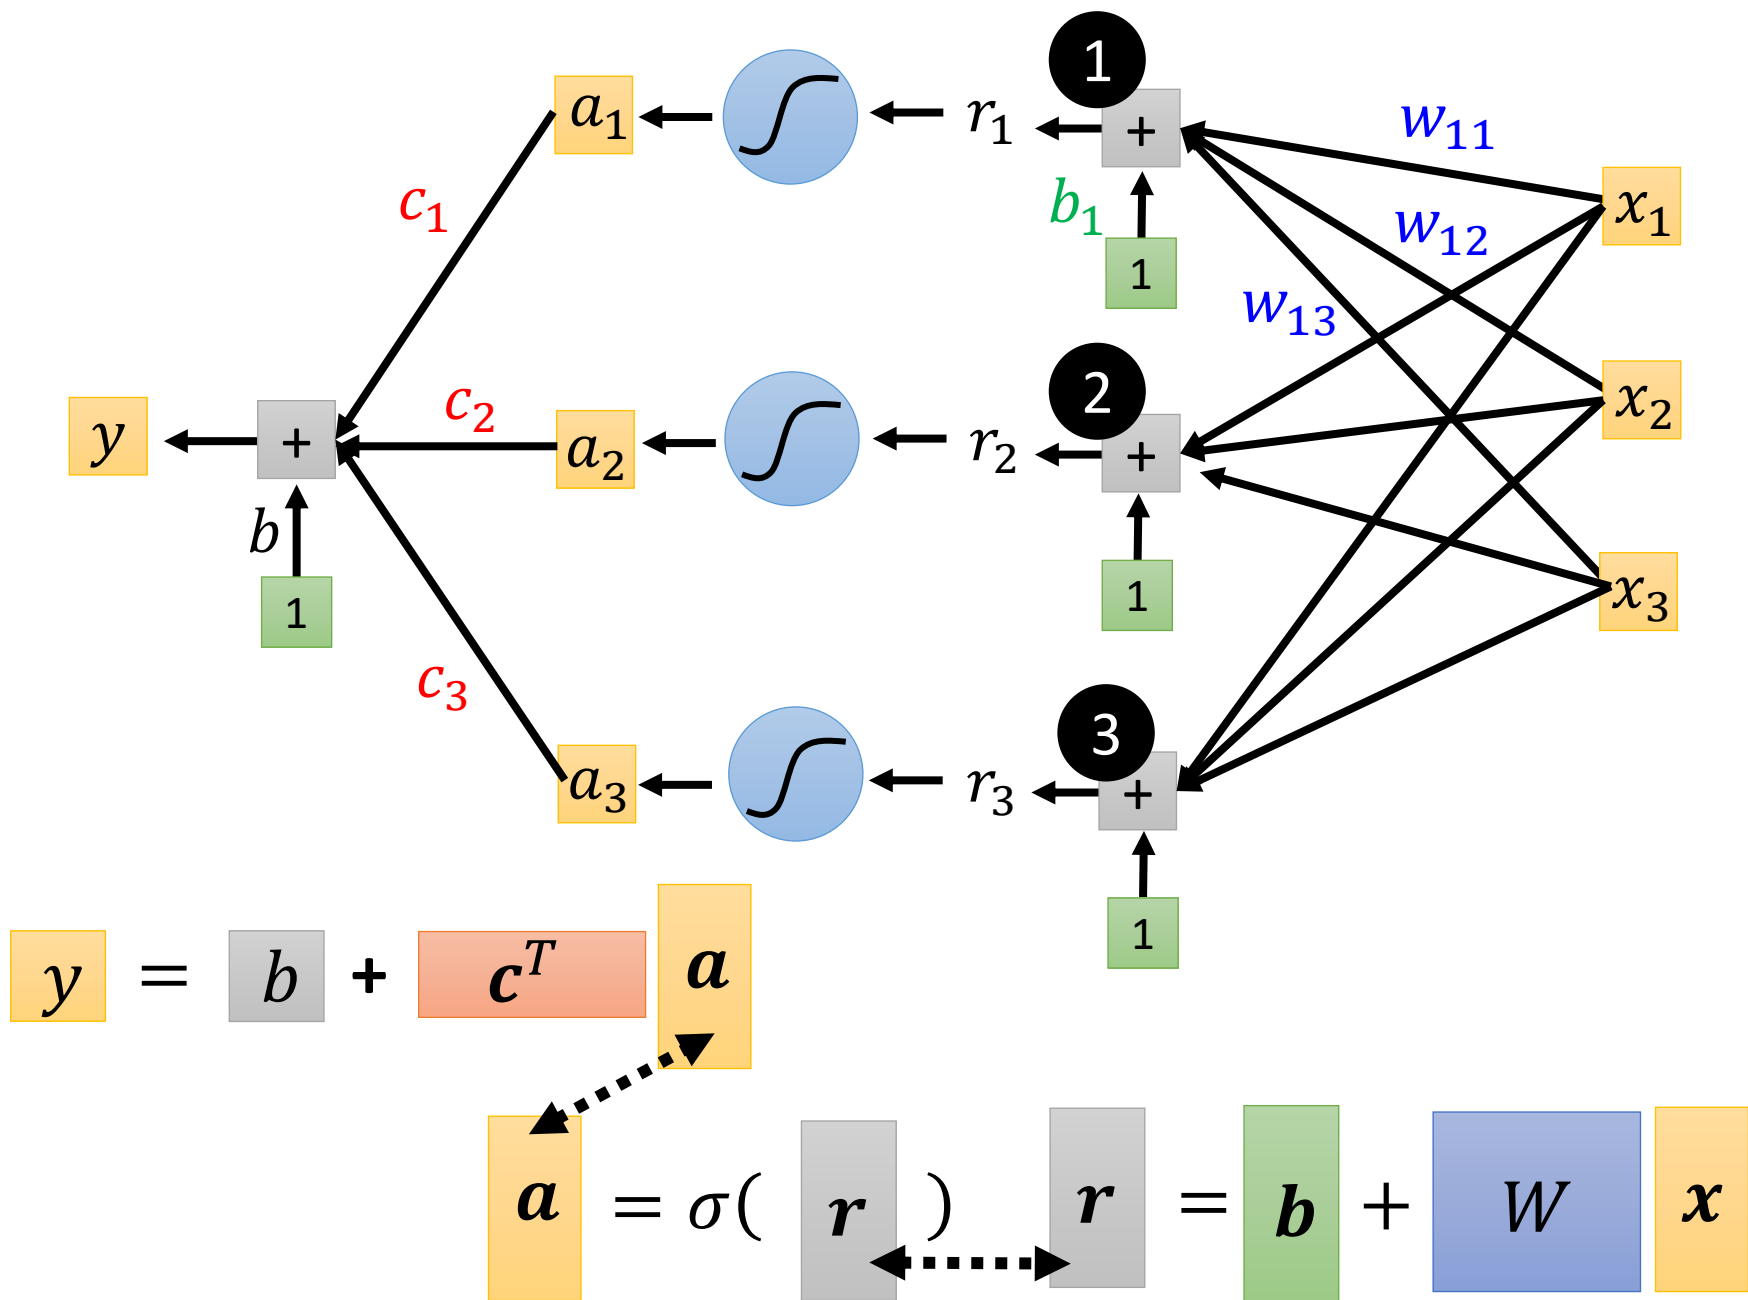 1
a₁ r₁ + w₁₁
c₁ b₁ w₁₂ x₁
1 w₁₃
2
c₂ x₂
y + a₂ r₂ +
b
1 1 x₃
c₃
3
a₃ r₃ +
1
y = b + cᵀ a
a = σ( r ) r = b + W x